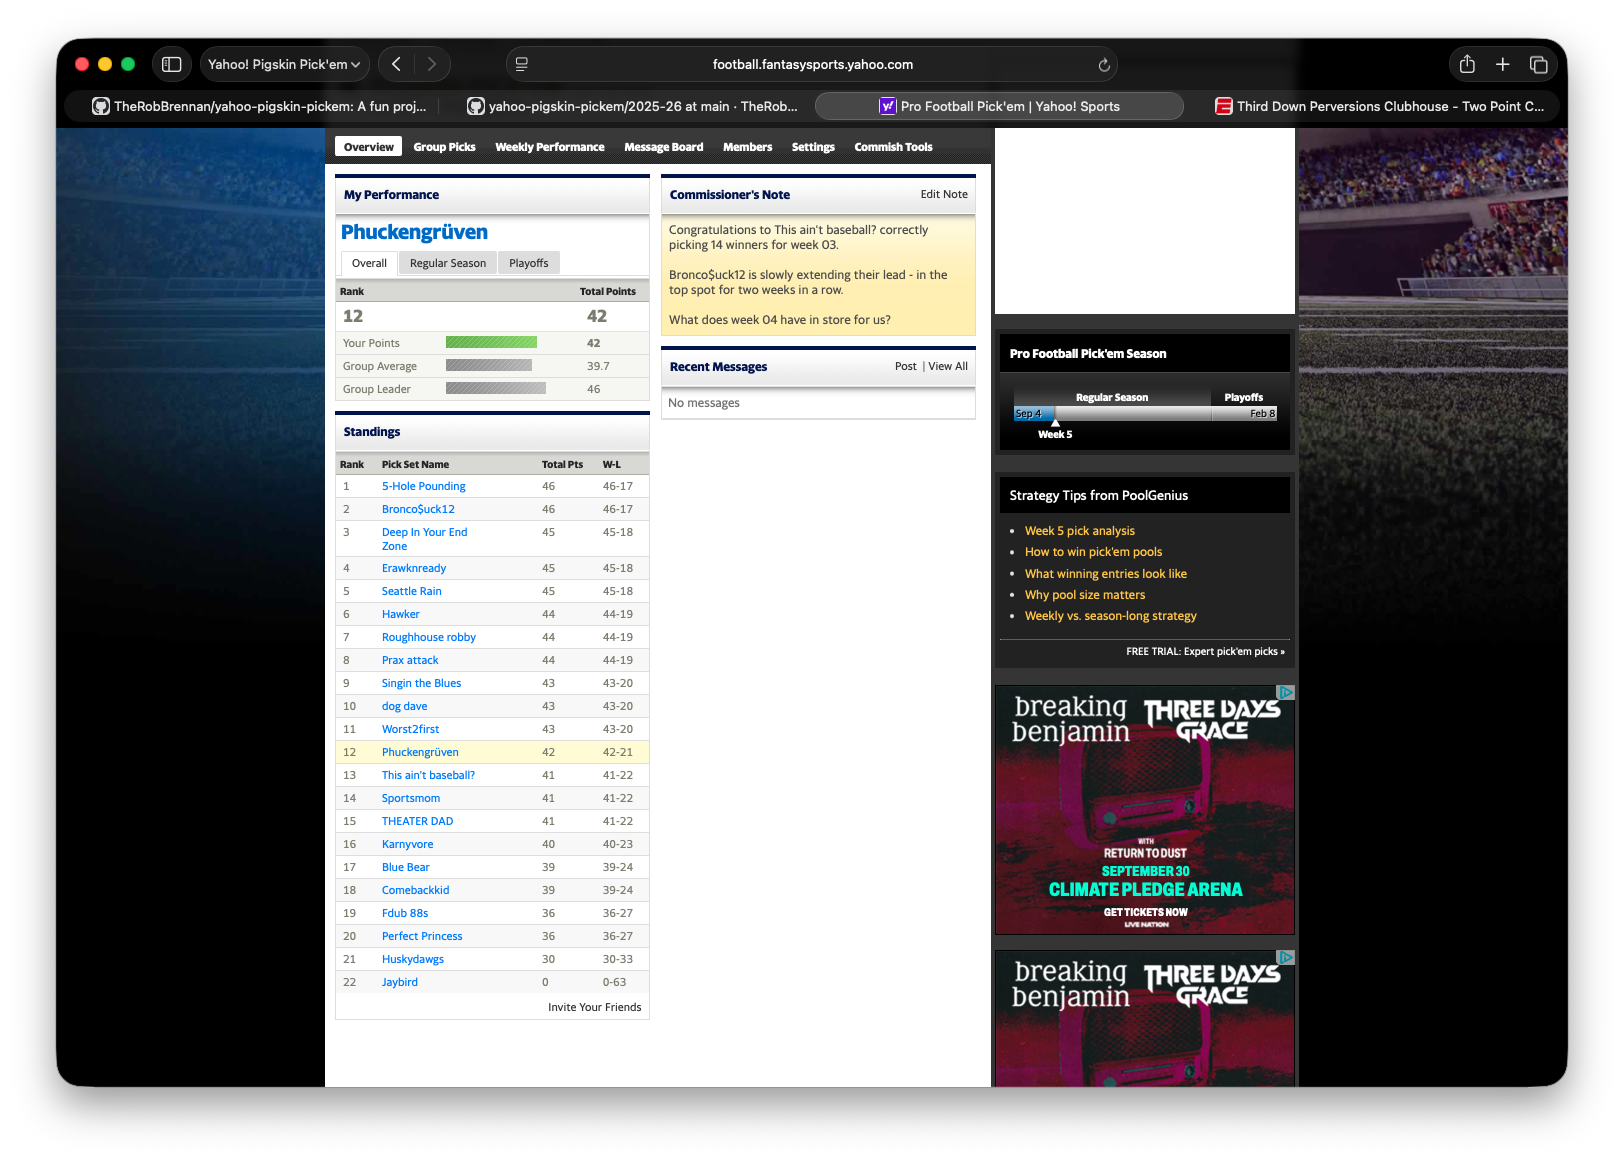 Yahoo! Pigskin Pick'em
football.fantasysports.yahoo.com
TheRobBrennan/yahoo-pigskin-pickem: A fun proj...
yahoo-pigskin-pickem/2025-26 at main · TheRob...
Pro Football Pick'em | Yahoo! Sports
Third Down Perversions Clubhouse - Two Point C...
Overview Group Picks Weekly Performance Message Board Members Settings Commish Tools
My Performance
Phuckengrüven
Overall Regular Season Playoffs
Rank Total Points
12 42
Your Points 42
Group Average 39.7
Group Leader 46
Standings
Rank Pick Set Name Total Pts W-L
1 5-Hole Pounding 46 46-17
2 Bronco$uck12 46 46-17
3 Deep In Your End Zone 45 45-18
4 Erawknready 45 45-18
5 Seattle Rain 45 45-18
6 Hawker 44 44-19
7 Roughhouse robby 44 44-19
8 Prax attack 44 44-19
9 Singin the Blues 43 43-20
10 dog dave 43 43-20
11 Worst2first 43 43-20
12 Phuckengrüven 42 42-21
13 This ain't baseball? 41 41-22
14 Sportsmom 41 41-22
15 THEATER DAD 41 41-22
16 Karnyvore 40 40-23
17 Blue Bear 39 39-24
18 Comebackkid 39 39-24
19 Fdub 88s 36 36-27
20 Perfect Princess 36 36-27
21 Huskydawgs 30 30-33
22 Jaybird 0 0-63
Invite Your Friends
Commissioner's Note Edit Note
Congratulations to This ain't baseball? correctly
picking 14 winners for week 03.
Bronco$uck12 is slowly extending their lead - in the
top spot for two weeks in a row.
What does week 04 have in store for us?
Recent Messages Post | View All
No messages
Pro Football Pick'em Season
Regular Season Playoffs
Sep 4 Feb 8
Week 5
Strategy Tips from PoolGenius
• Week 5 pick analysis
• How to win pick'em pools
• What winning entries look like
• Why pool size matters
• Weekly vs. season-long strategy
FREE TRIAL: Expert pick'em picks »
breaking benjamin THREE DAYS GRACE
WITH
RETURN TO DUST
SEPTEMBER 30
CLIMATE PLEDGE ARENA
GET TICKETS NOW
LIVE NATION
breaking benjamin THREE DAYS GRACE